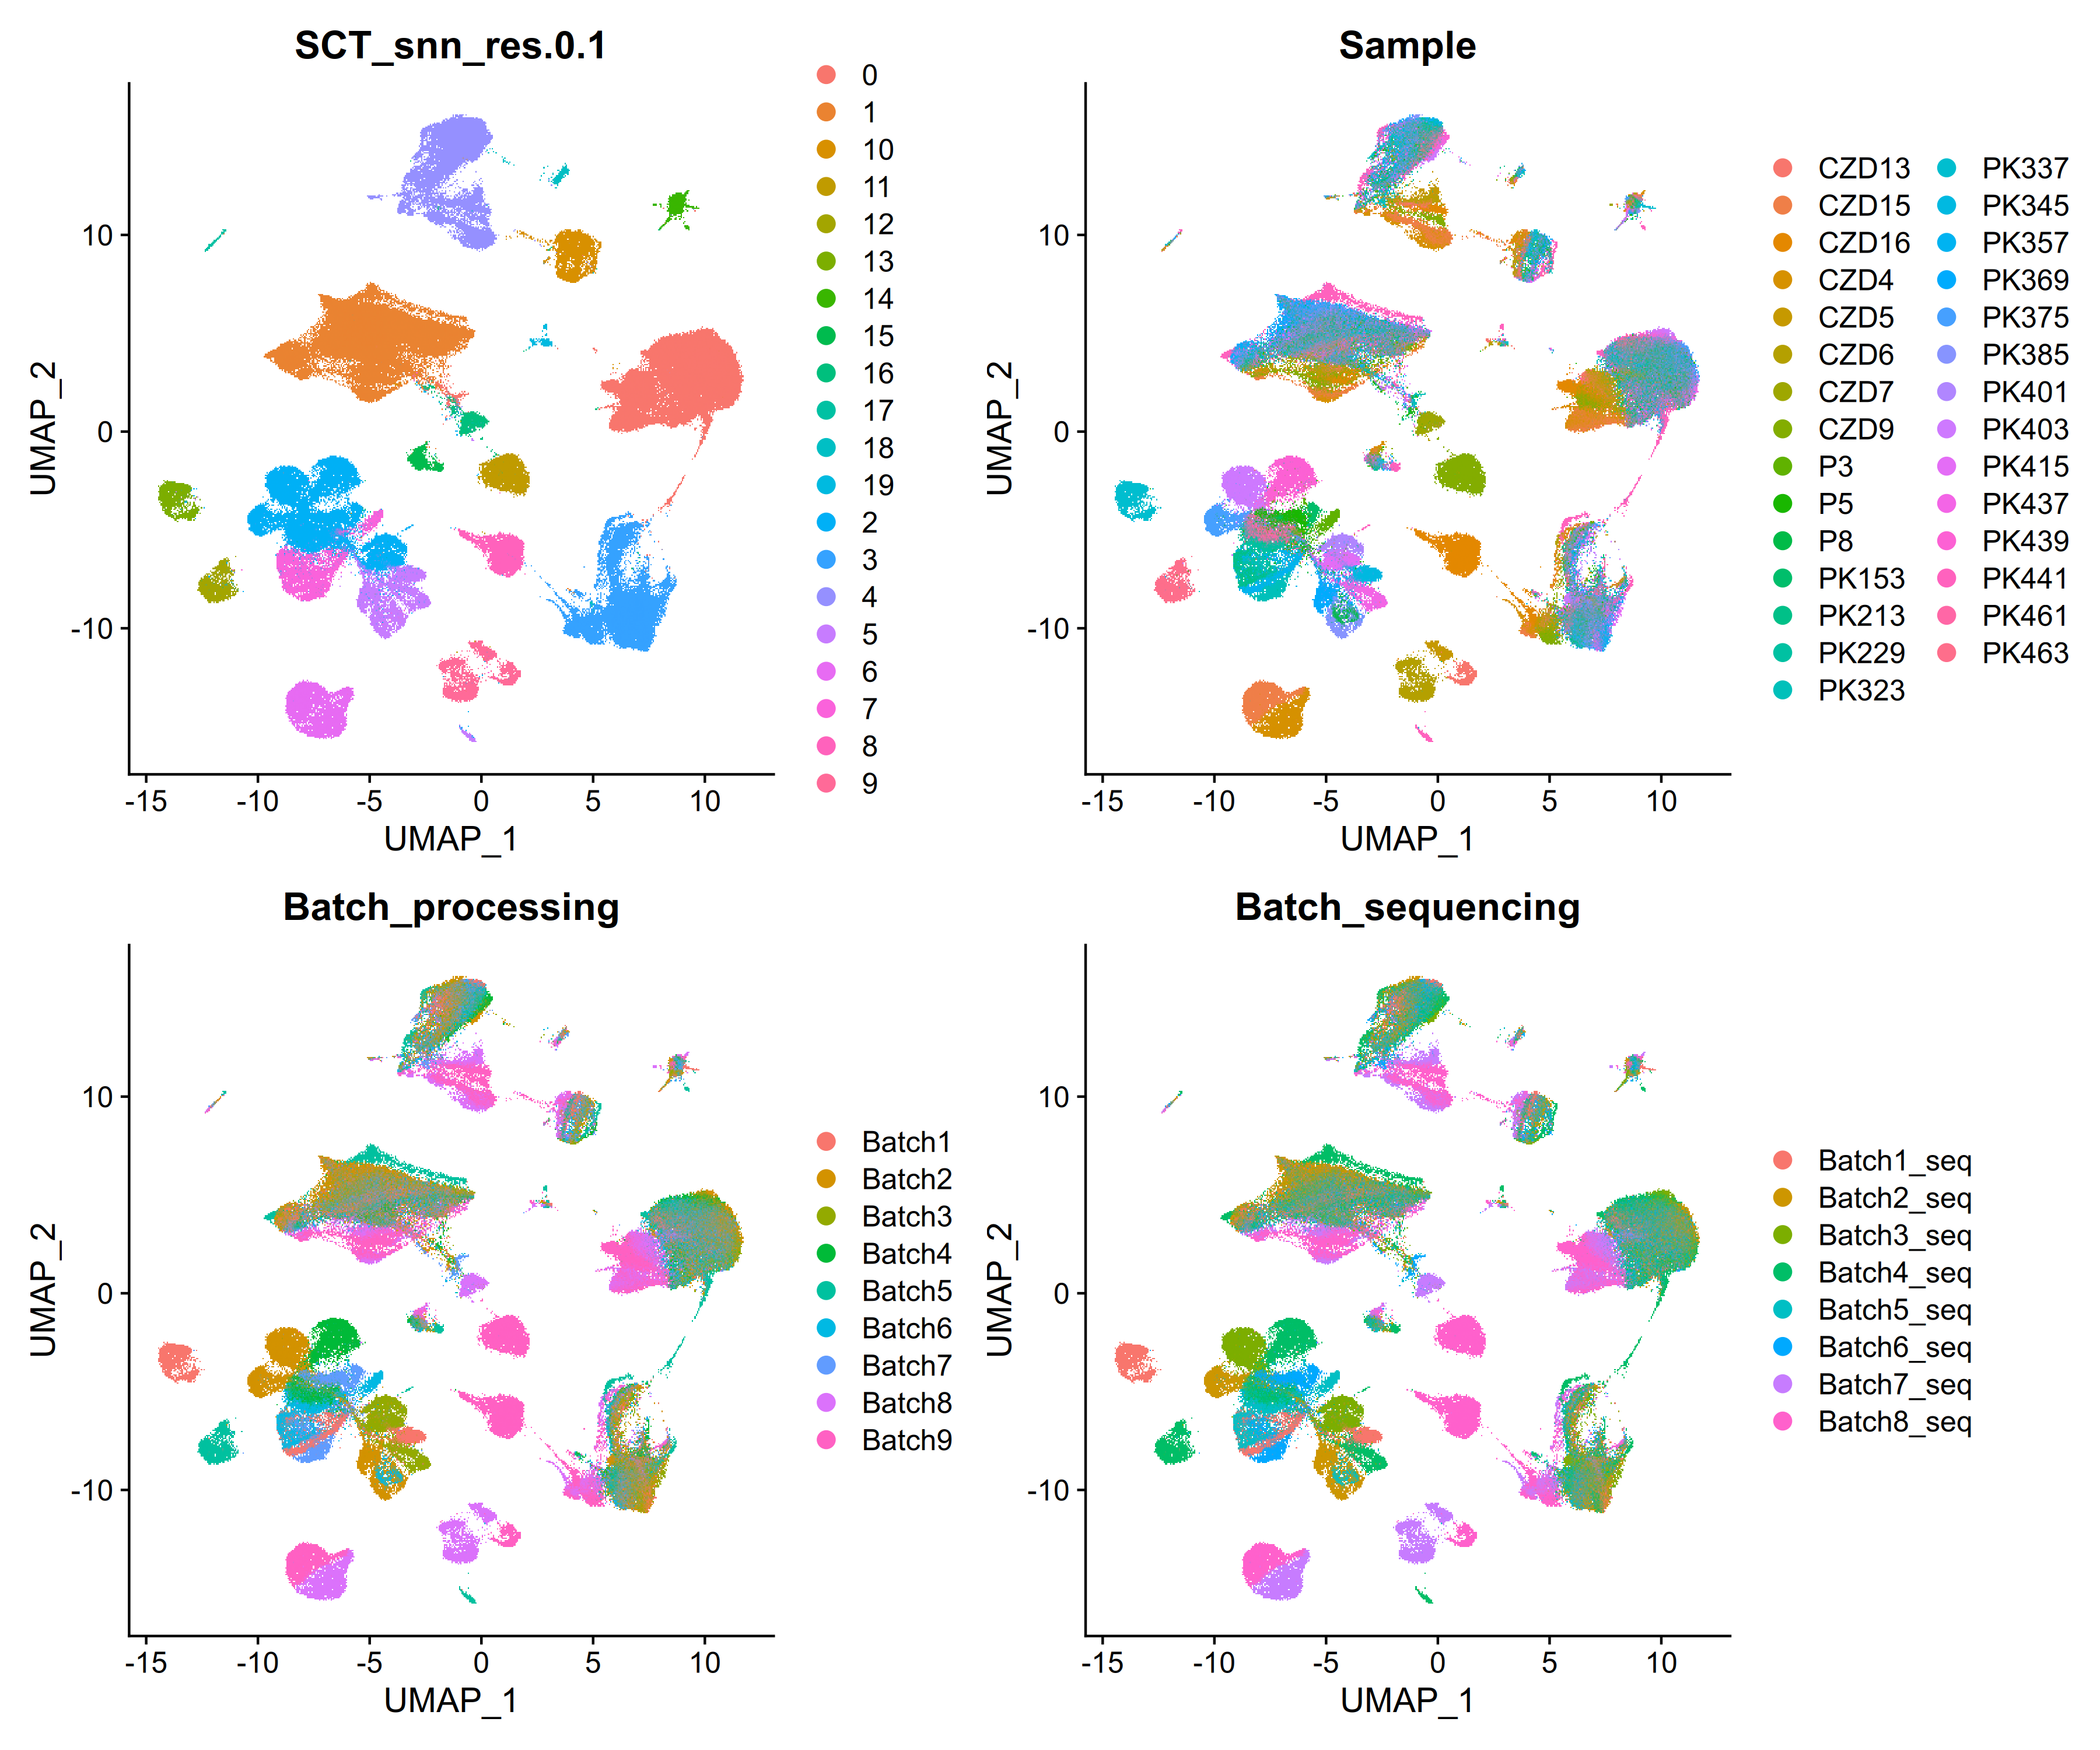 SCT_snn_res.0.1
UMAP_2
10
0
-10
-15 -10 -5 0 5 10
UMAP_1
0
1
10
11
12
13
14
15
16
17
18
19
2
3
4
5
6
7
8
9
Sample
UMAP_2
10
0
-10
-15 -10 -5 0 5 10
UMAP_1
CZD13 PK337
CZD15 PK345
CZD16 PK357
CZD4 PK369
CZD5 PK375
CZD6 PK385
CZD7 PK401
CZD9 PK403
P3 PK415
P5 PK437
P8 PK439
PK153 PK441
PK213 PK461
PK229 PK463
PK323
Batch_processing
UMAP_2
10
0
-10
-15 -10 -5 0 5 10
UMAP_1
Batch1
Batch2
Batch3
Batch4
Batch5
Batch6
Batch7
Batch8
Batch9
Batch_sequencing
UMAP_2
10
0
-10
-15 -10 -5 0 5 10
UMAP_1
Batch1_seq
Batch2_seq
Batch3_seq
Batch4_seq
Batch5_seq
Batch6_seq
Batch7_seq
Batch8_seq